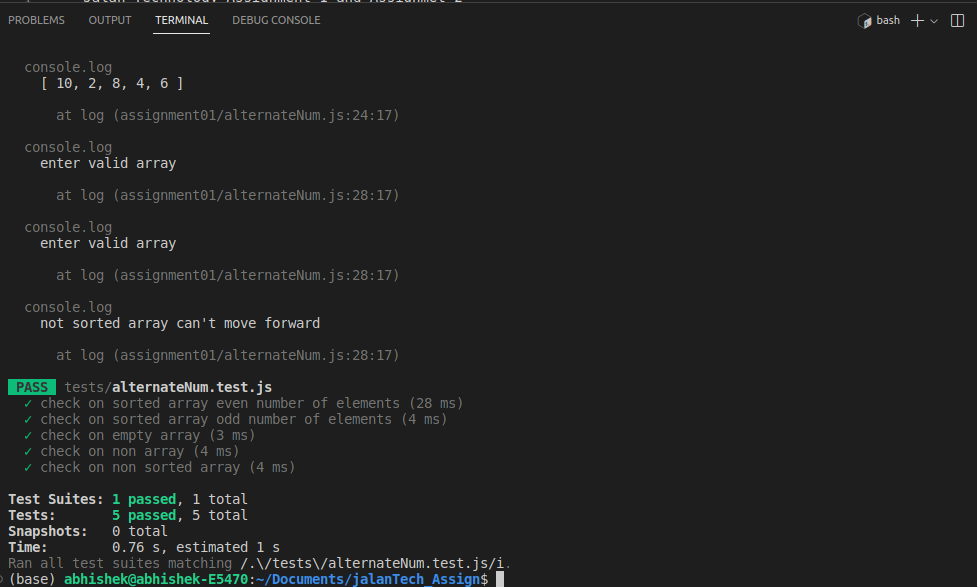 Jalan Technology Assignment 1 and Assignmet 2
PROBLEMS OUTPUT TERMINAL DEBUG CONSOLE bash
console.log
[ 10, 2, 8, 4, 6 ]
at log (assignment01/alternateNum.js:24:17)
console.log
enter valid array
at log (assignment01/alternateNum.js:28:17)
console.log
enter valid array
at log (assignment01/alternateNum.js:28:17)
console.log
not sorted array can't move forward
at log (assignment01/alternateNum.js:28:17)
PASS tests/alternateNum.test.js
✓ check on sorted array even number of elements (28 ms)
✓ check on sorted array odd number of elements (4 ms)
✓ check on empty array (3 ms)
✓ check on non array (4 ms)
✓ check on non sorted array (4 ms)
Test Suites: 1 passed, 1 total
Tests: 5 passed, 5 total
Snapshots: 0 total
Time: 0.76 s, estimated 1 s
Ran all test suites matching /.\/tests\/alternateNum.test.js/i.
(base) abhishek@abhishek-E5470:~/Documents/jalanTech_Assign$